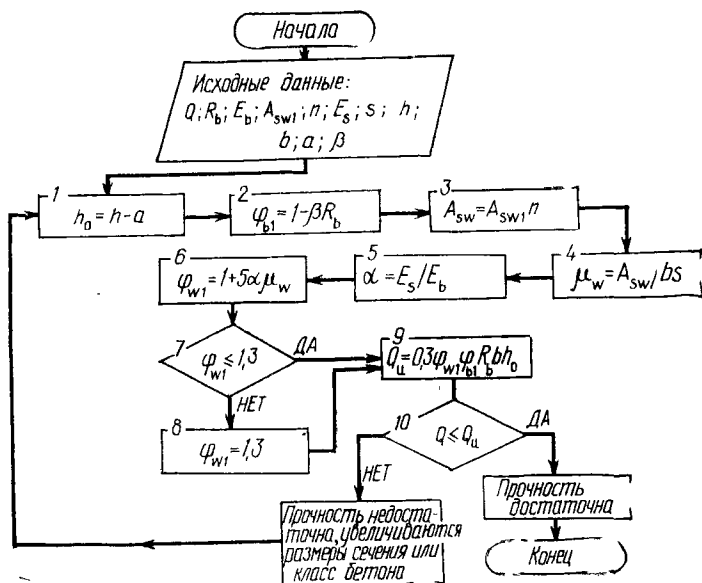 Начало
Исходные данные:
Q; R_b; E_b; A_sw1; n; E_s; s; h;
b; a; β
1
h_0 = h - a
2
φ_b1 = 1 - βR_b
3
A_sw = A_sw1 n
4
μ_w = A_sw / bs
5
α = E_s / E_b
6
φ_w1 = 1 + 5αμ_w
7
φ_w1 ≤ 1,3
ДА
НЕТ
8
φ_w1 = 1,3
9
Q_u = 0,3φ_w1 φ_b1 R_b b h_0
10
Q ≤ Q_u
ДА
НЕТ
Прочность
достаточна
Прочность недоста-
точна, увеличиваются
размеры сечения или
класс бетона
Конец